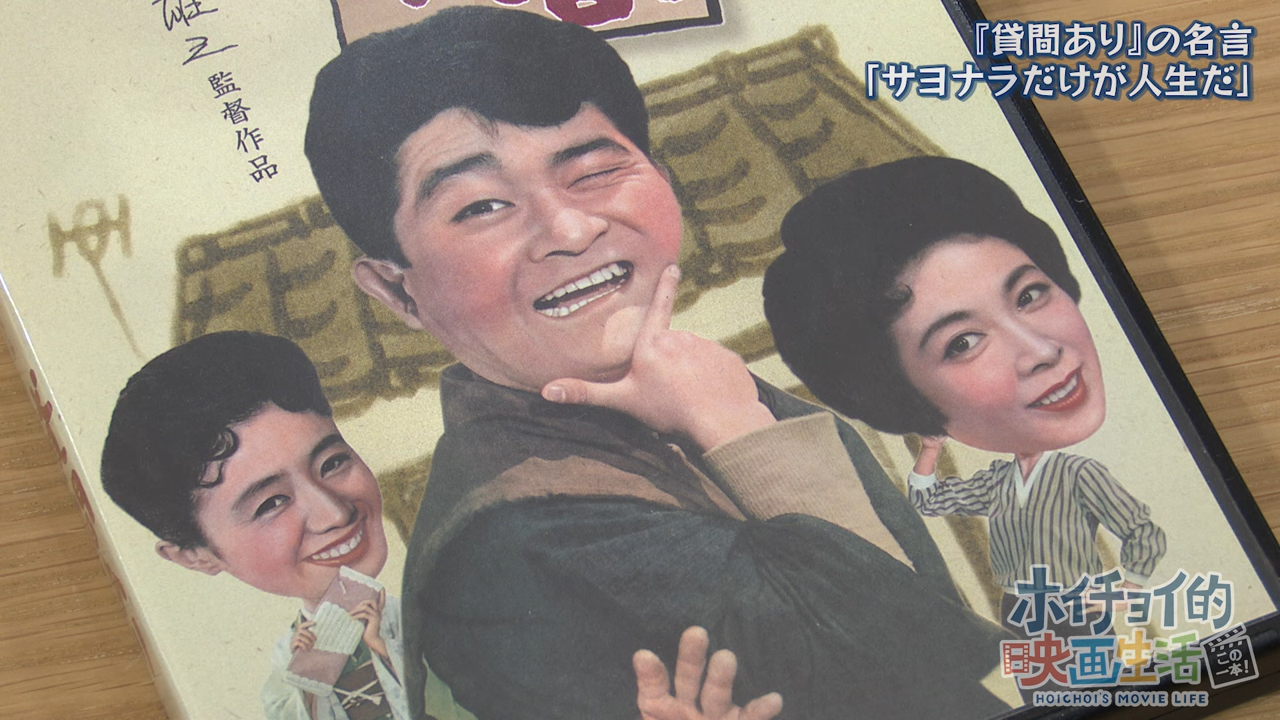 『貸間あり』の名言
「サヨナラだけが人生だ」
雄之
監督作品
ホイチョイ的
映画生活
この
一本!
HOICHOI'S MOVIE LIFE